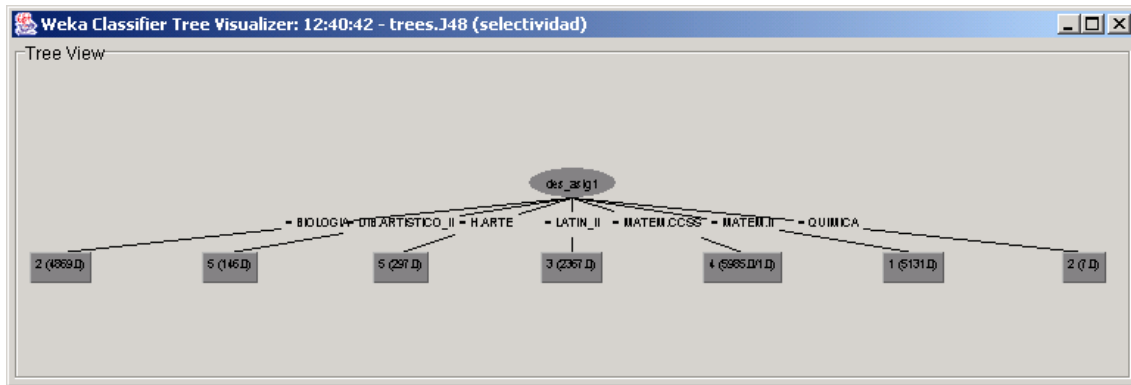 Weka Classifier Tree Visualizer: 12:40:42 - trees.J48 (selectividad)
Tree View
des_asig1
= BIOLOGIA = DIB.ARTISTICO_II = H.ARTE = LATIN_II = MATEM.CCSS = MATEM.II = QUIMICA
2 (4869.0) 5 (146.0) 5 (297.0) 3 (2367.0) 4 (5985.0/1.0) 1 (5131.0) 2 (7.0)